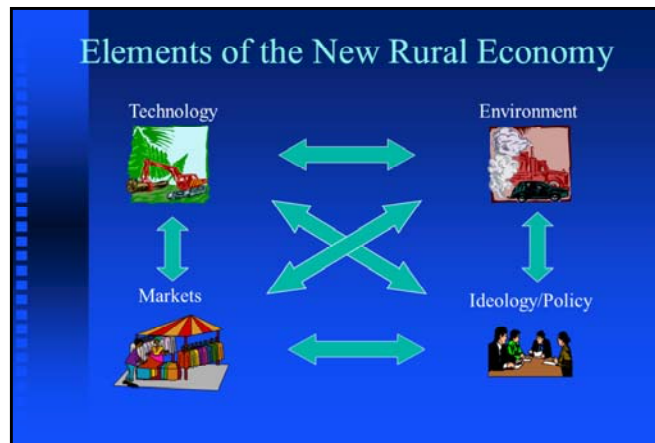 Elements of the New Rural Economy
Technology
Environment
Markets
Ideology/Policy